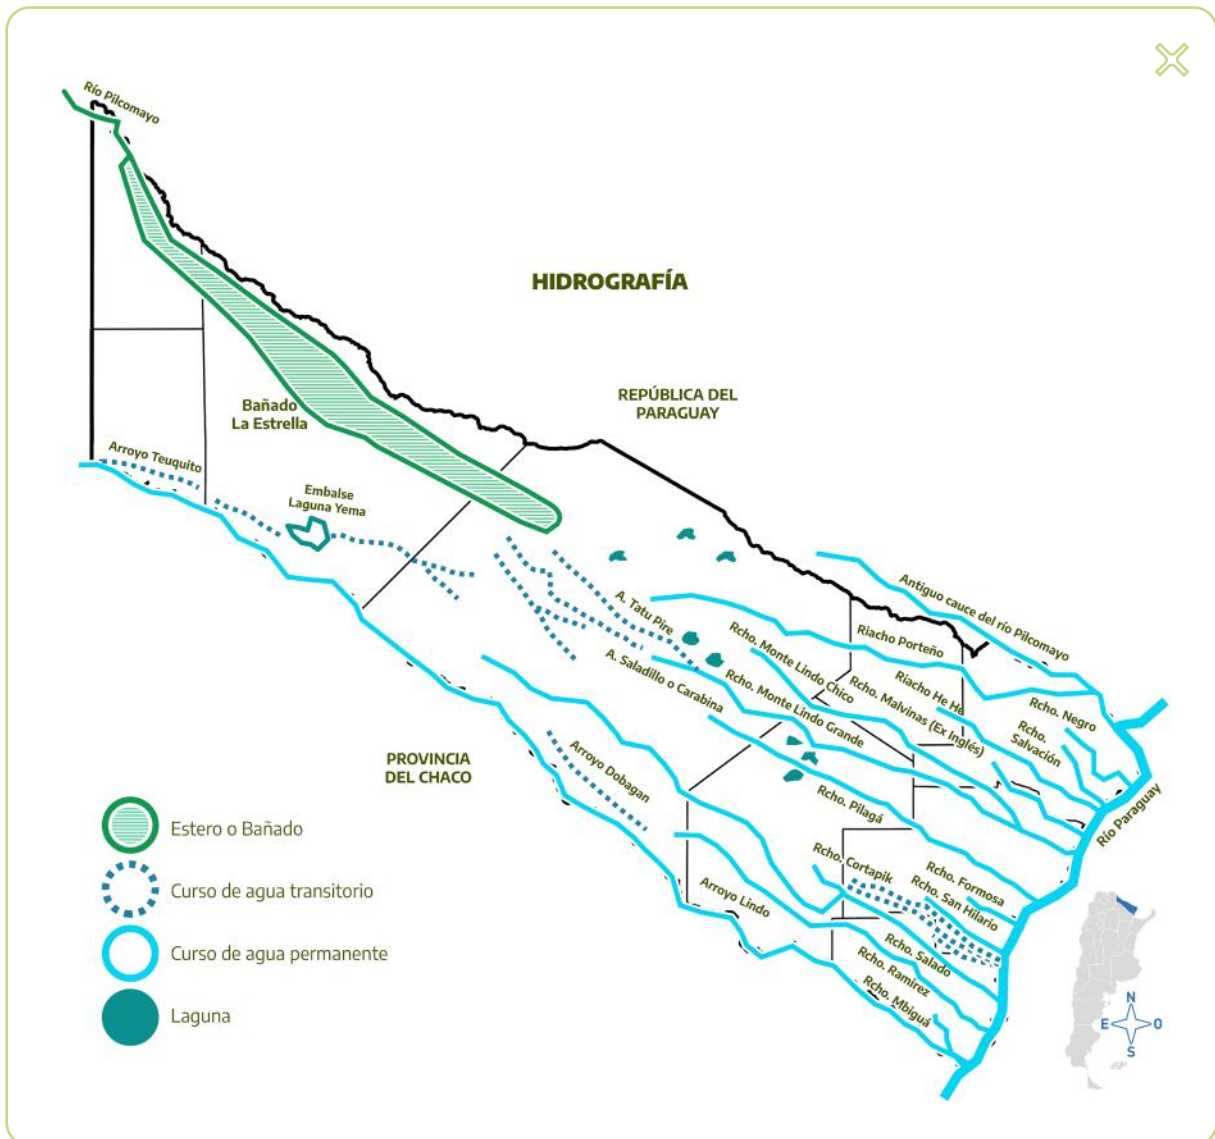 Río Pilcomayo
HIDROGRAFÍA
REPÚBLICA DEL
PARAGUAY
Bañado
La Estrella
Arroyo Teuquito
Embalse
Laguna Yema
Antiguo cauce del río Pilcomayo
A. Tatu Pire
Riacho Porteño
Rcho. Monte Lindo Chico
A. Saladillo o Carabina
Rcho. Monte Lindo Grande
Rcho. Malvinas (Ex Inglés)
Riacho He He
Rcho. Negro
Rcho.
Salvación
PROVINCIA
DEL CHACO
Arroyo Dobagan
Rcho. Pilagá
Río Paraguay
Rcho. Cortapik
Rcho. Formosa
Rcho. San Hilario
Arroyo Lindo
Rcho. Salado
Rcho. Ramirez
Rcho. Mbiguá
Estero o Bañado
Curso de agua transitorio
Curso de agua permanente
Laguna
N
E O
S